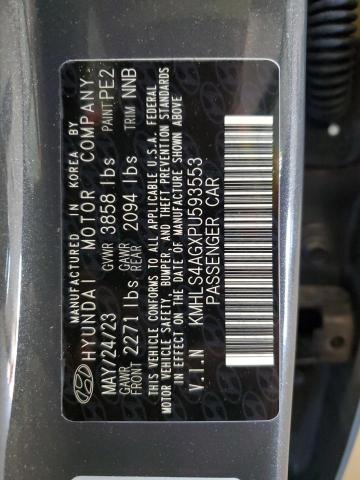 MANUFACTURED IN KOREA BY
HYUNDAI MOTOR COMPANY
MAY/24/23 GVWR 3858 lbs PAINT PE2
GAWR FRONT 2271 lbs GAWR REAR 2094 lbs TRIM NNB
THIS VEHICLE CONFORMS TO ALL APPLICABLE U.S.A. FEDERAL
MOTOR VEHICLE SAFETY, BUMPER, AND THEFT PREVENTION STANDARDS
IN EFFECT ON THE DATE OF MANUFACTURE SHOWN ABOVE
V.I.N KMHLS4AGXPU598553
PASSENGER CAR